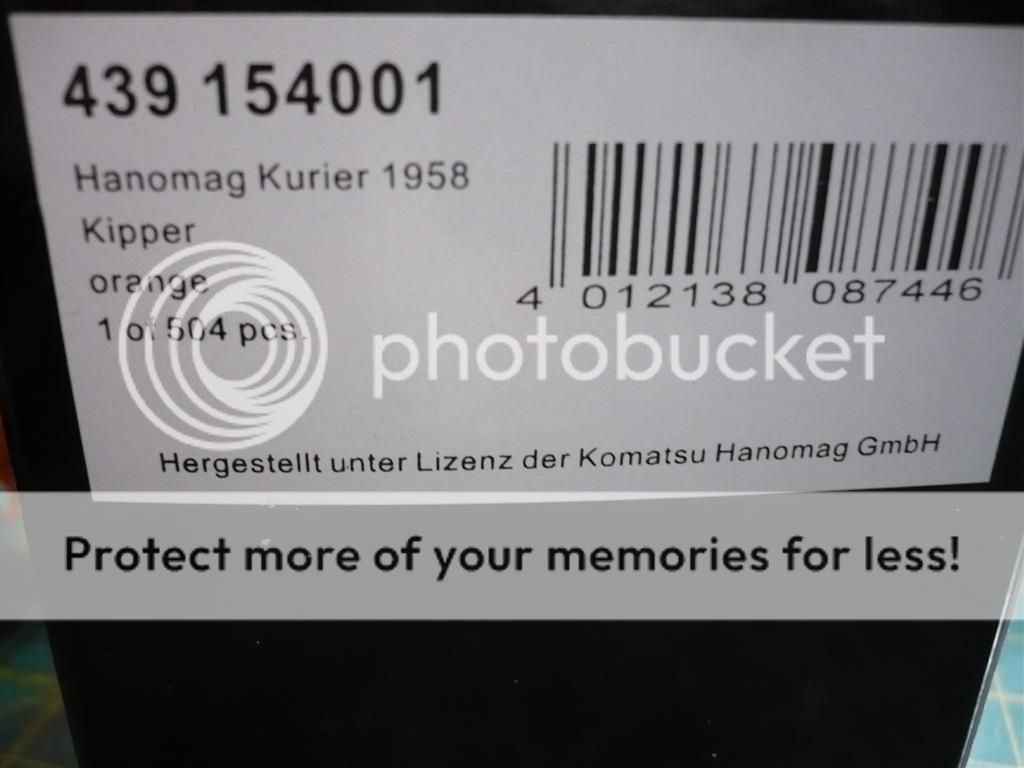 439 154001
Hanomag Kurier 1958
Kipper
orange
1 of 504 pcs.
4 012138 087446
photobucket
Hergestellt unter Lizenz der Komatsu Hanomag GmbH
Protect more of your memories for less!